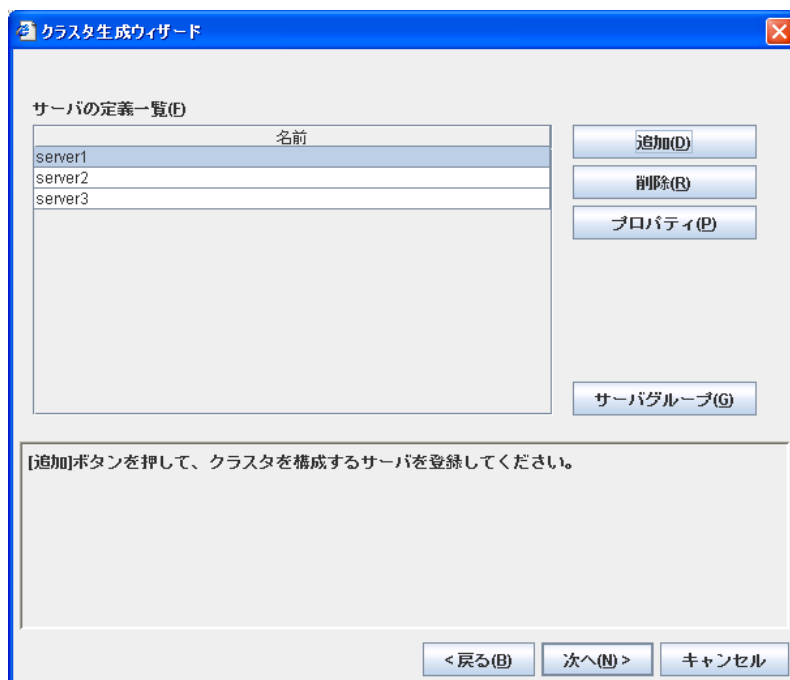 クラスタ生成ウィザード
サーバの定義一覧(F)
名前
server1
server2
server3
追加(D)
削除(R)
プロパティ(P)
サーバグループ(G)
[追加]ボタンを押して、クラスタを構成するサーバを登録してください。
<戻る(B)
次へ(N)>
キャンセル